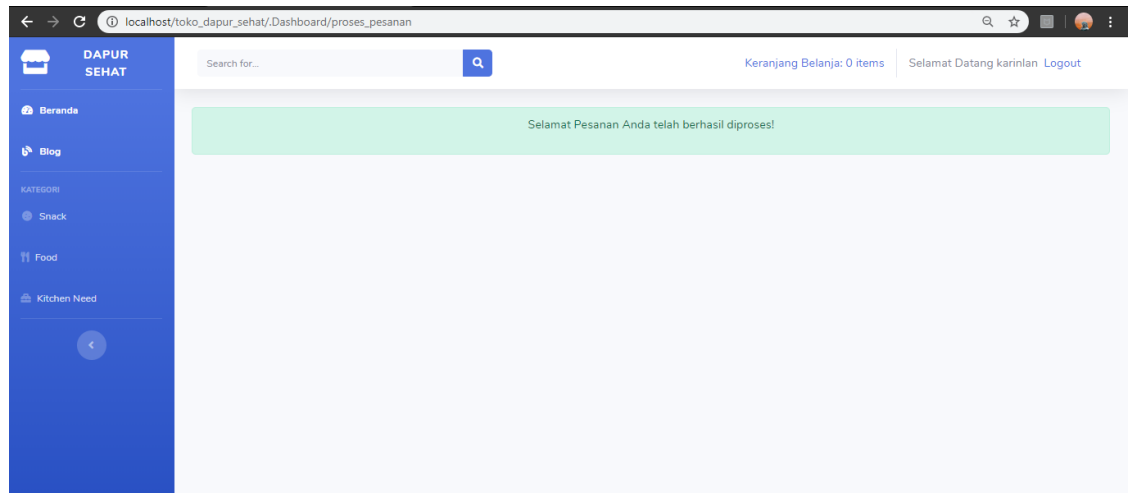 localhost/toko_dapur_sehat/.Dashboard/proses_pesanan
DAPUR
SEHAT
Search for...
Keranjang Belanja: 0 items
Selamat Datang karinlan Logout
Beranda
Blog
KATEGORI
Snack
Food
Kitchen Need
Selamat Pesanan Anda telah berhasil diproses!